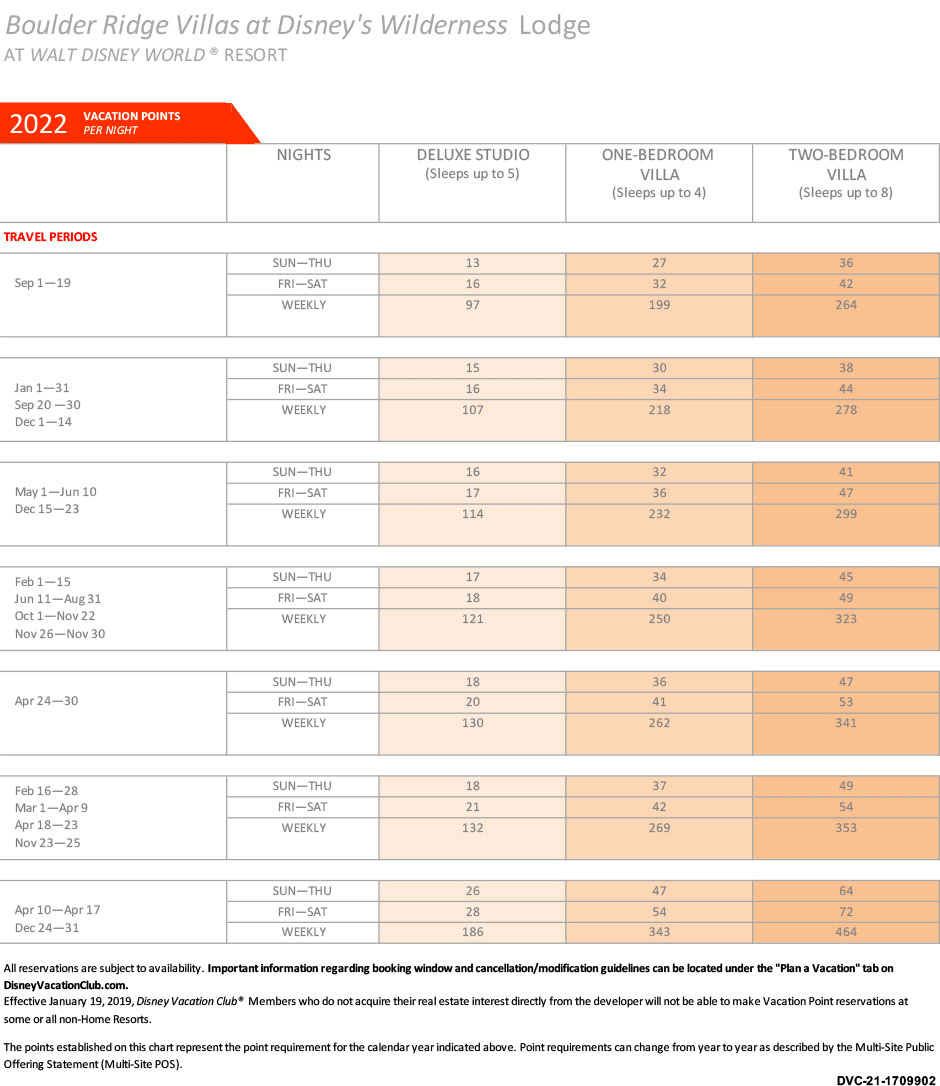 Boulder Ridge Villas at Disney's Wilderness Lodge
AT WALT DISNEY WORLD ® RESORT
2022 VACATION POINTS
PER NIGHT
NIGHTS DELUXE STUDIO ONE-BEDROOM TWO-BEDROOM
(Sleeps up to 5) VILLA VILLA
(Sleeps up to 4) (Sleeps up to 8)
TRAVEL PERIODS
SUN—THU 13 27 36
Sep 1—19 FRI—SAT 16 32 42
WEEKLY 97 199 264
SUN—THU 15 30 38
Jan 1—31 FRI—SAT 16 34 44
Sep 20 —30 WEEKLY 107 218 278
Dec 1—14
SUN—THU 16 32 41
May 1—Jun 10 FRI—SAT 17 36 47
Dec 15—23 WEEKLY 114 232 299
Feb 1—15 SUN—THU 17 34 45
Jun 11—Aug 31 FRI—SAT 18 40 49
Oct 1—Nov 22 WEEKLY 121 250 323
Nov 26—Nov 30
SUN—THU 18 36 47
Apr 24—30 FRI—SAT 20 41 53
WEEKLY 130 262 341
Feb 16—28 SUN—THU 18 37 49
Mar 1—Apr 9 FRI—SAT 21 42 54
Apr 18—23 WEEKLY 132 269 353
Nov 23—25
SUN—THU 26 47 64
Apr 10—Apr 17 FRI—SAT 28 54 72
Dec 24—31 WEEKLY 186 343 464
All reservations are subject to availability. Important information regarding booking window and cancellation/modification guidelines can be located under the "Plan a Vacation" tab on
DisneyVacationClub.com.
Effective January 19, 2019, Disney Vacation Club® Members who do not acquire their real estate interest directly from the developer will not be able to make Vacation Point reservations at
some or all non-Home Resorts.
The points established on this chart represent the point requirement for the calendar year indicated above. Point requirements can change from year to year as described by the Multi-Site Public
Offering Statement (Multi-Site POS).
DVC-21-1709902